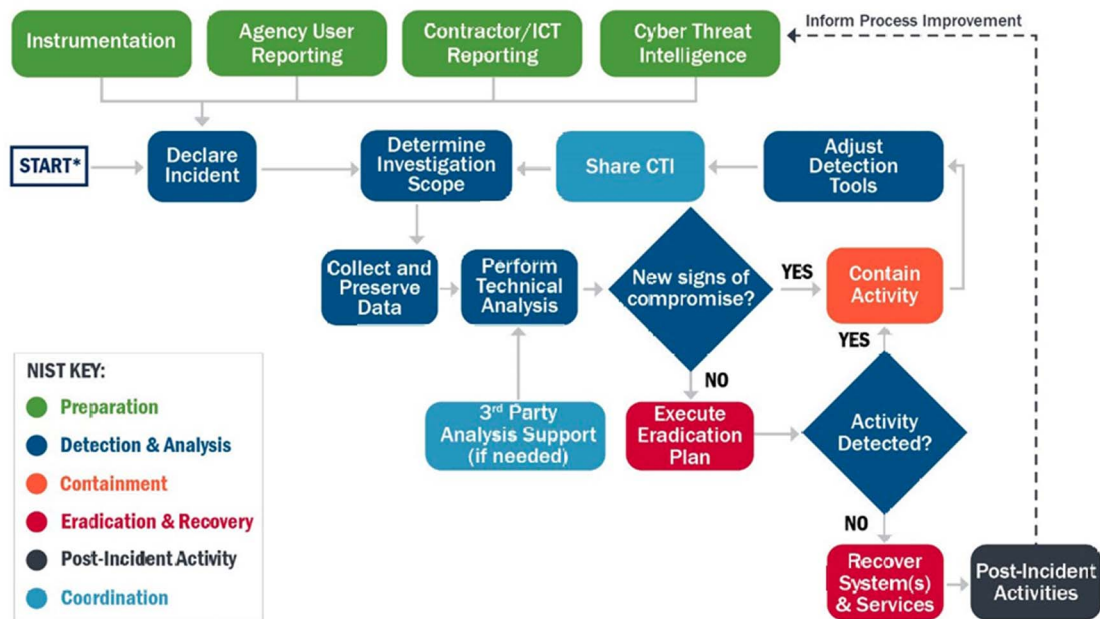 Instrumentation
Agency User
Reporting
Contractor/ICT
Reporting
Cyber Threat
Intelligence
Inform Process Improvement
START*
Declare
Incident
Determine
Investigation
Scope
Share CTI
Adjust
Detection
Tools
Collect and
Preserve
Data
Perform
Technical
Analysis
New signs of
compromise?
YES
Contain
Activity
YES
NO
3rd Party
Analysis Support
(if needed)
Execute
Eradication
Plan
Activity
Detected?
NO
Recover
System(s)
& Services
Post-Incident
Activities
NIST KEY:
Preparation
Detection & Analysis
Containment
Eradication & Recovery
Post-Incident Activity
Coordination